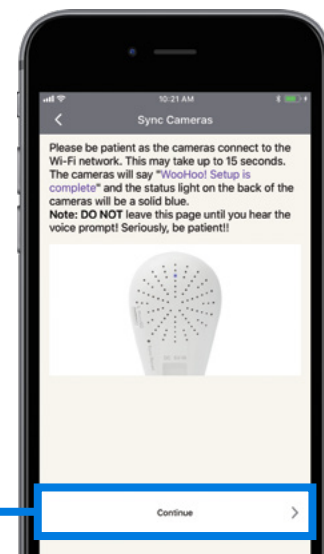 10:21 AM
Sync Cameras
Please be patient as the cameras connect to the
Wi-Fi network. This may take up to 15 seconds.
The cameras will say "WooHoo! Setup is
complete" and the status light on the back of the
cameras will be a solid blue.
Note: DO NOT leave this page until you hear the
voice prompt! Seriously, be patient!!
Continue